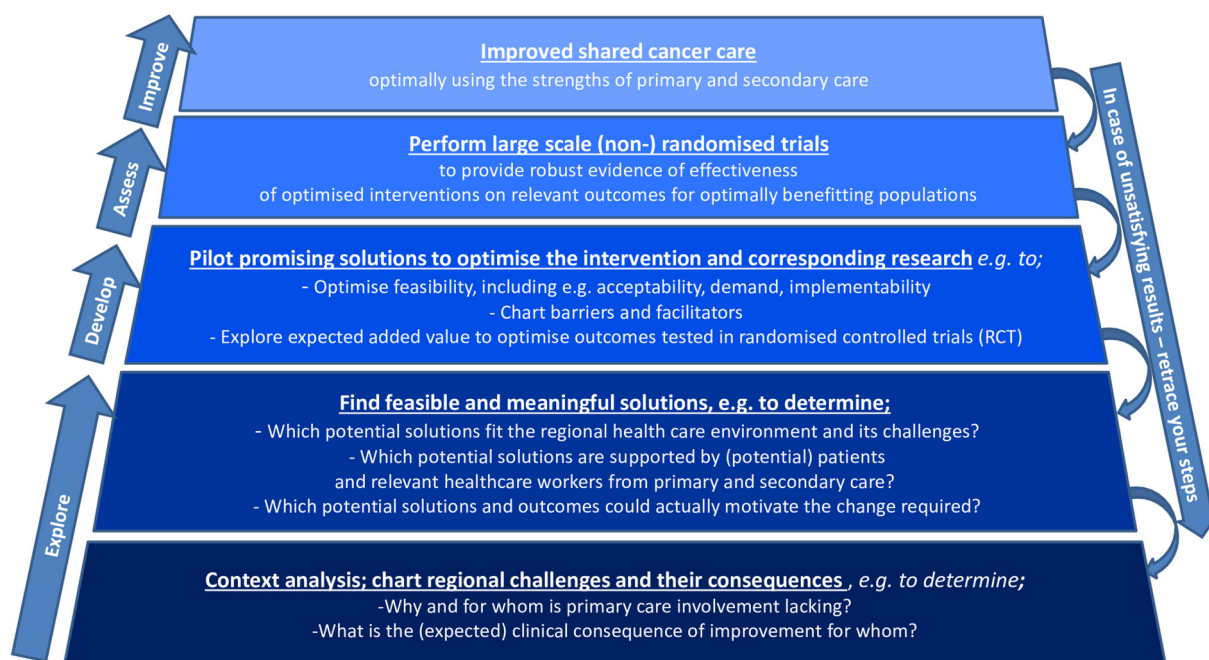 Improved shared cancer care
optimally using the strengths of primary and secondary care
Perform large scale (non-) randomised trials
to provide robust evidence of effectiveness
of optimised interventions on relevant outcomes for optimally benefitting populations
Pilot promising solutions to optimise the intervention and corresponding research e.g. to;
- Optimise feasibility, including e.g. acceptability, demand, implementability
- Chart barriers and facilitators
- Explore expected added value to optimise outcomes tested in randomised controlled trials (RCT)
Find feasible and meaningful solutions, e.g. to determine;
- Which potential solutions fit the regional health care environment and its challenges?
- Which potential solutions are supported by (potential) patients
and relevant healthcare workers from primary and secondary care?
- Which potential solutions and outcomes could actually motivate the change required?
Context analysis; chart regional challenges and their consequences , e.g. to determine;
-Why and for whom is primary care involvement lacking?
-What is the (expected) clinical consequence of improvement for whom?
Improve
Assess
Develop
Explore
In case of unsatisfying results – retrace your steps